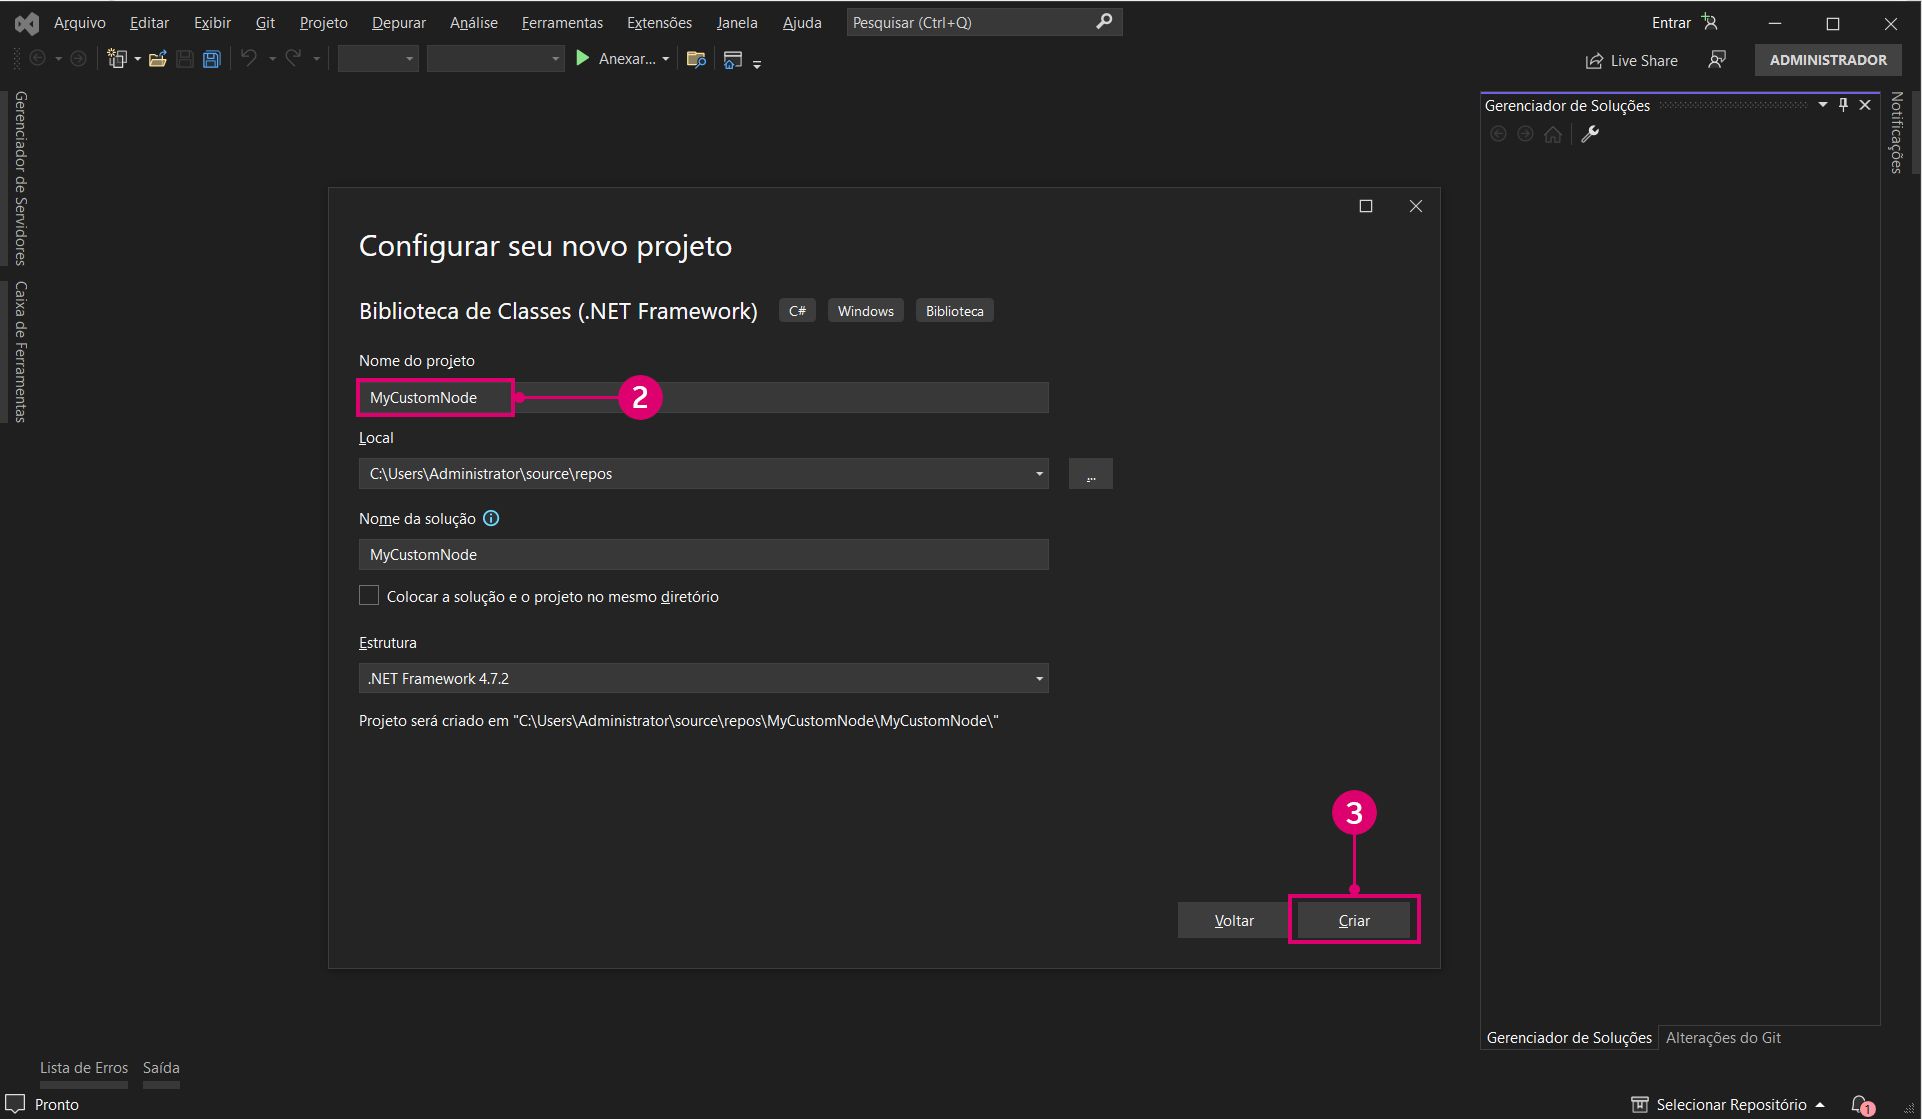 Arquivo Editar Exibir Git Projeto Depurar Análise Ferramentas Extensões Janela Ajuda Pesquisar (Ctrl+Q) Entrar
Anexar... Live Share ADMINISTRADOR
Gerenciador de Servidores
Caixa de Ferramentas
Gerenciador de Soluções
Notificações
Configurar seu novo projeto
Biblioteca de Classes (.NET Framework) C# Windows Biblioteca
Nome do projeto
MyCustomNode 2
Local
C:\Users\Administrator\source\repos ...
Nome da solução
MyCustomNode
Colocar a solução e o projeto no mesmo diretório
Estrutura
.NET Framework 4.7.2
Projeto será criado em "C:\Users\Administrator\source\repos\MyCustomNode\MyCustomNode\"
3
Voltar Criar
Gerenciador de Soluções Alterações do Git
Lista de Erros Saída
Pronto Selecionar Repositório 1